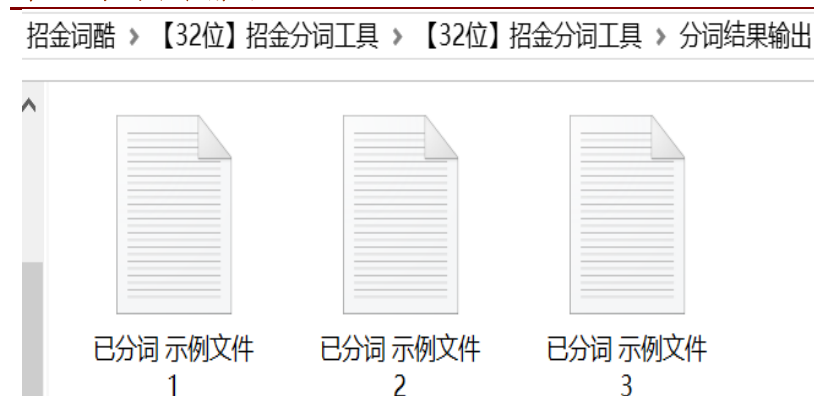 招金词酷 > 【32位】招金分词工具 > 【32位】招金分词工具 > 分词结果输出
已分词 示例文件
1
已分词 示例文件
2
已分词 示例文件
3